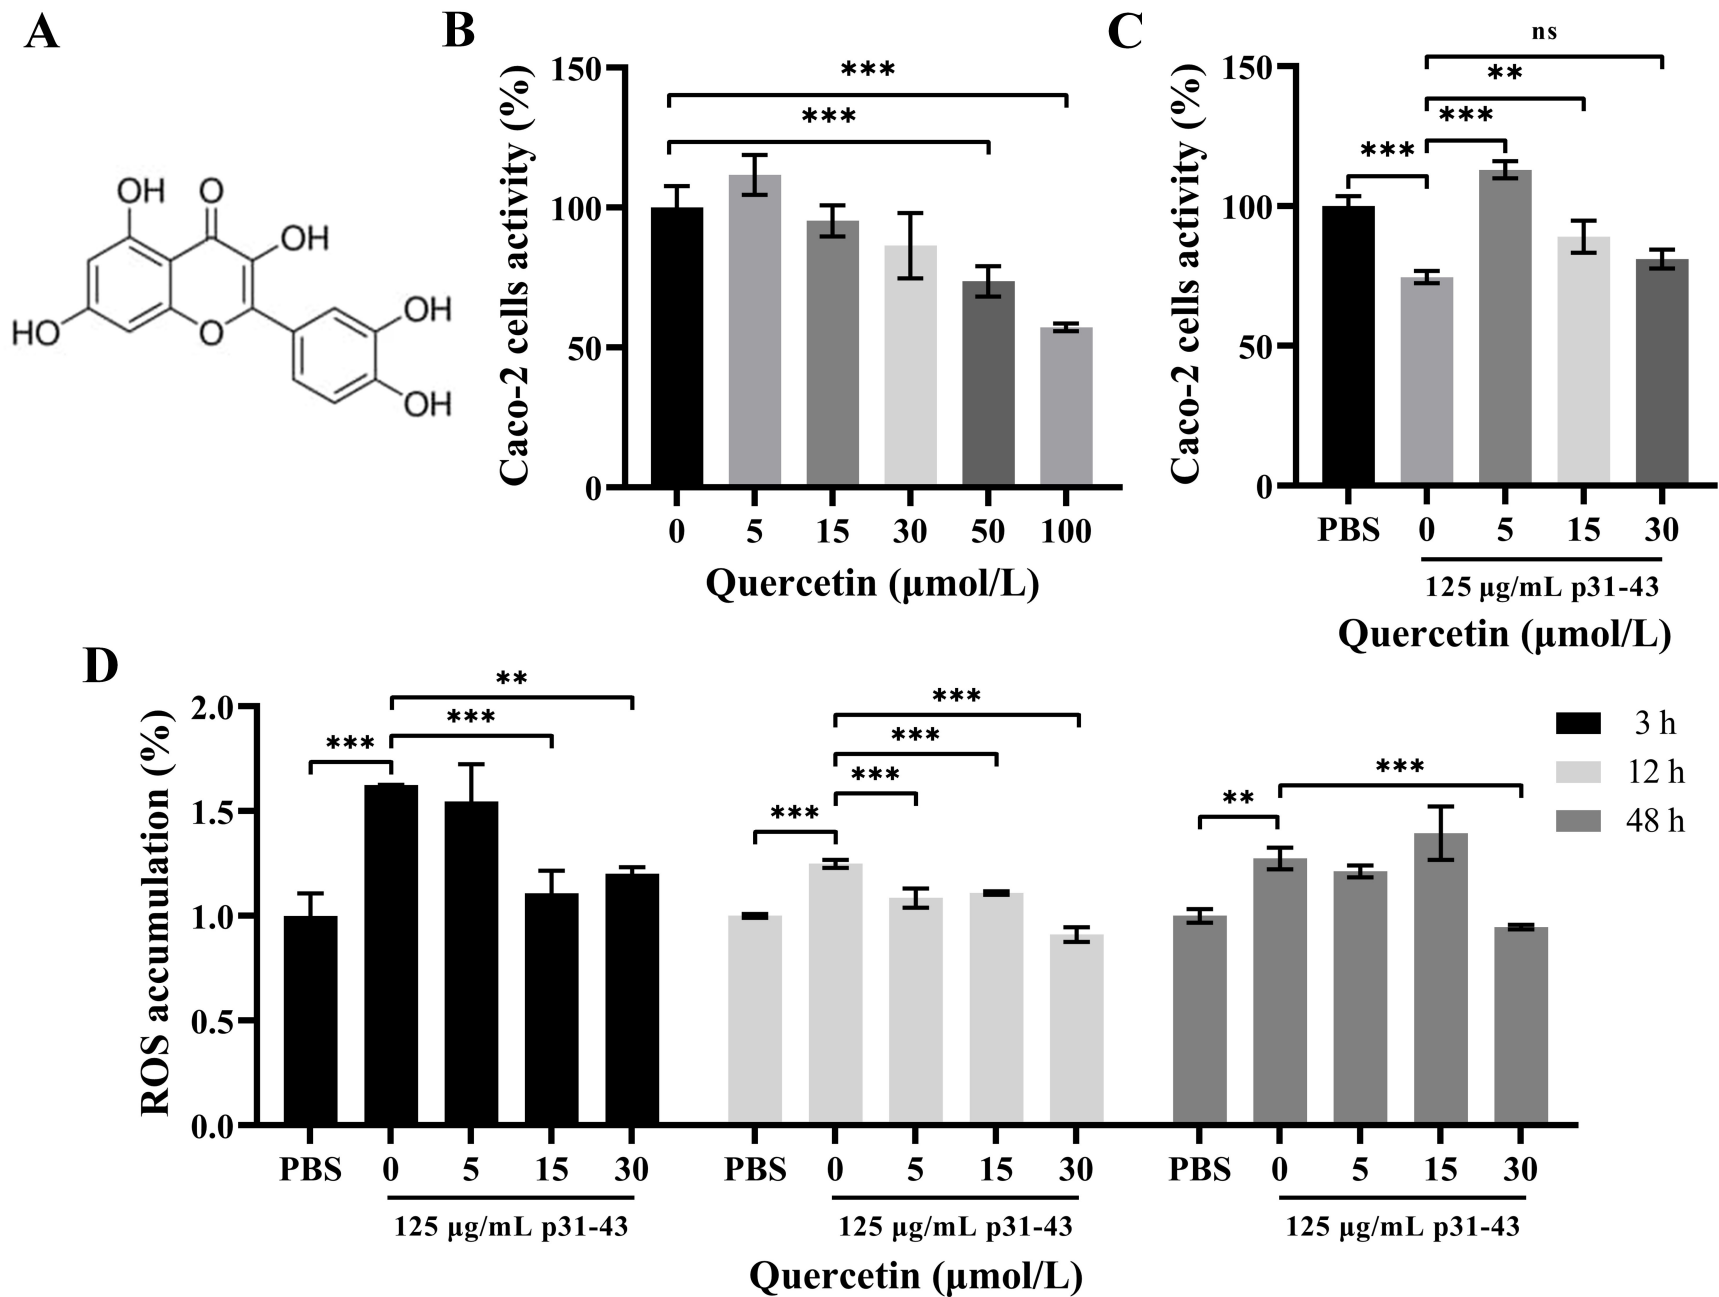 A
OH
O
OH
OH
HO
O
OH
B
Caco-2 cells activity (%)
150
100
50
0
***
***
0 5 15 30 50 100
Quercetin (μmol/L)
C
Caco-2 cells activity (%)
150
100
50
0
ns
**
***
***
PBS 0 5 15 30
125 μg/mL p31-43
Quercetin (μmol/L)
D
ROS accumulation (%)
2.0
1.5
1.0
0.5
0.0
**
***
***
***
***
***
***
***
**
3 h
12 h
48 h
PBS 0 5 15 30 PBS 0 5 15 30 PBS 0 5 15 30
125 μg/mL p31-43 125 μg/mL p31-43 125 μg/mL p31-43
Quercetin (μmol/L)